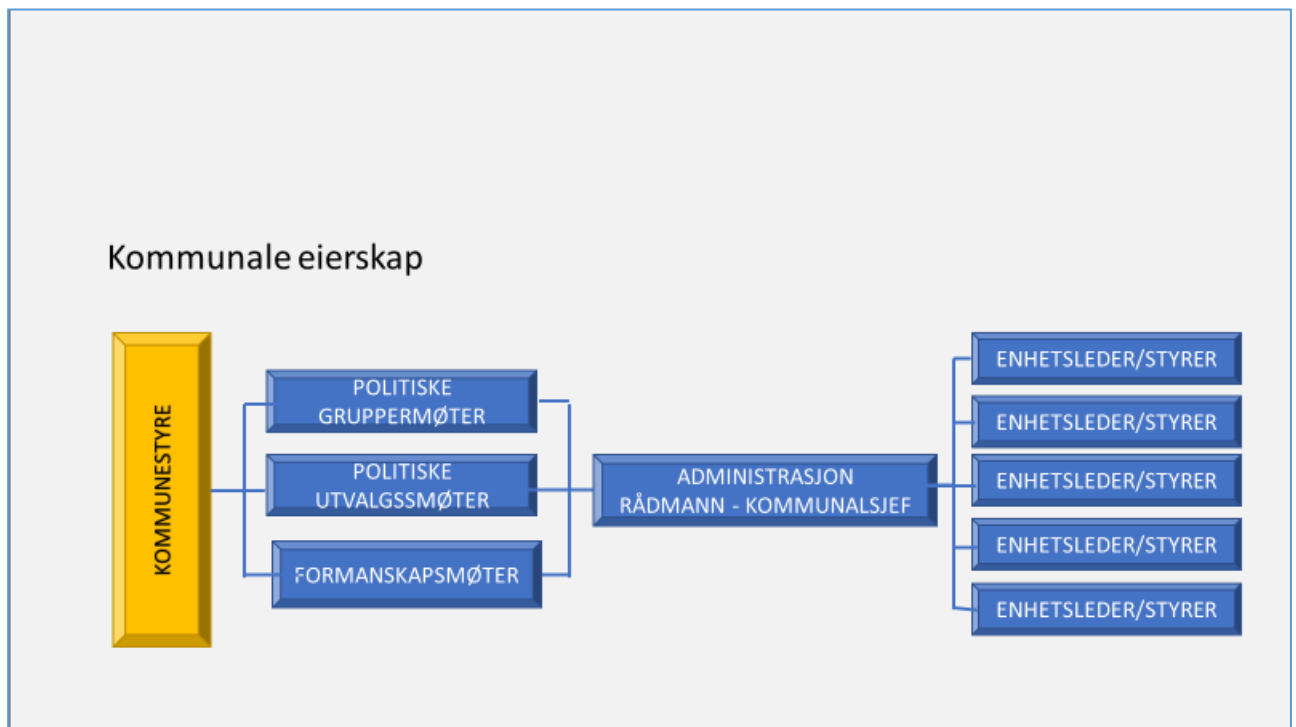 Kommunale eierskap
KOMMUNESTYRE
POLITISKE
GRUPPERMØTER
POLITISKE
UTVALGSSMØTER
FORMANSKAPSMØTER
ADMINISTRASJON
RÅDMANN - KOMMUNALSJEF
ENHETSLEDER/STYRER
ENHETSLEDER/STYRER
ENHETSLEDER/STYRER
ENHETSLEDER/STYRER
ENHETSLEDER/STYRER